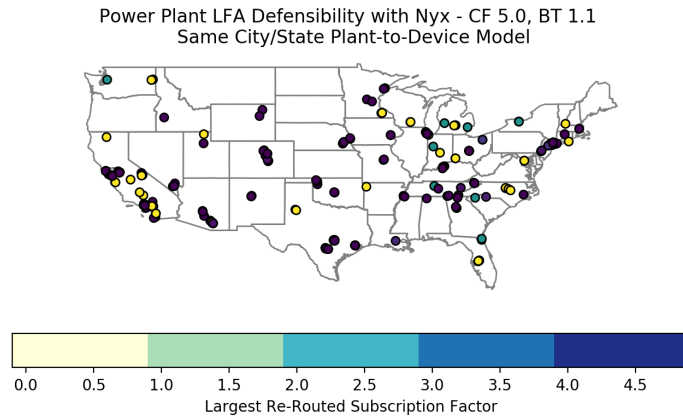 Power Plant LFA Defensibility with Nyx - CF 5.0, BT 1.1
Same City/State Plant-to-Device Model
0.0 0.5 1.0 1.5 2.0 2.5 3.0 3.5 4.0 4.5
Largest Re-Routed Subscription Factor